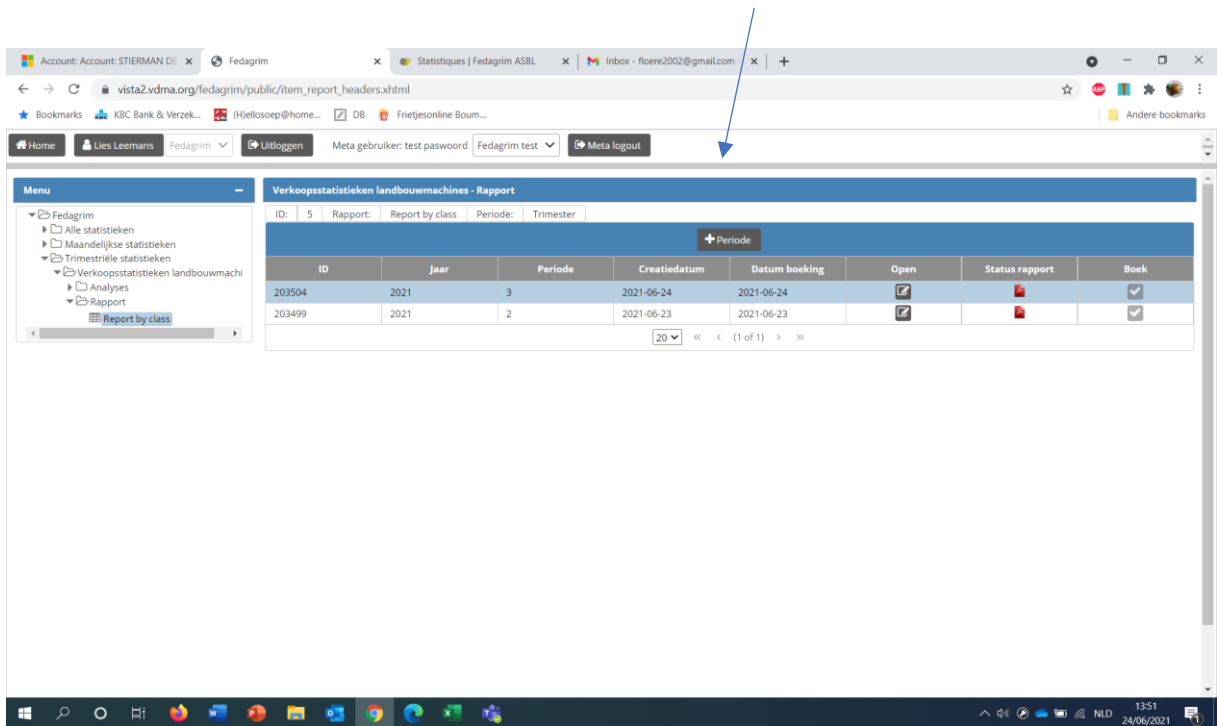 Account: Account: STIERMAN DE
Fedagrim
Statistiques | Fedagrim ASBL
Inbox - floere2002@gmail.com -
vista2.vdma.org/fedagrim/public/item_report_headers.xhtml
Bookmarks KBC Bank & Verzek... (H)ellosoep@home... DB Frietjesonline Boum... Andere bookmarks
Home Lies Leemans Fedagrim Uitloggen Meta gebruiker: test paswoord Fedagrim test Meta logout
Menu
Fedagrim
Alle statistieken
Maandelijkse statistieken
Trimestriële statistieken
Verkoopsstatistieken landbouwmachi
Analyses
Rapport
Report by class
Verkoopsstatistieken landbouwmachines - Rapport
ID: 5 Rapport: Report by class Periode: Trimester
+ Periode
ID Jaar Periode Creatiedatum Datum boeking Open Status rapport Boek
203504 2021 3 2021-06-24 2021-06-24
203499 2021 2 2021-06-23 2021-06-23
20 « < (1 of 1) > »
NLD
13:51
24/06/2021